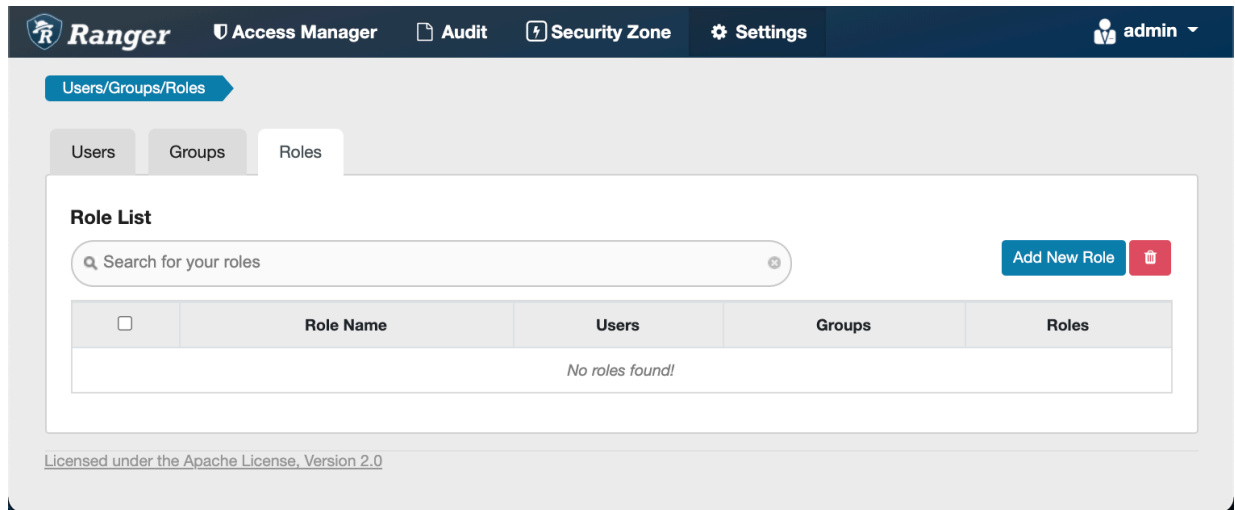 Ranger Access Manager Audit Security Zone Settings admin
Users/Groups/Roles
Users Groups Roles
Role List
Search for your roles Add New Role
Role Name Users Groups Roles
No roles found!
Licensed under the Apache License, Version 2.0